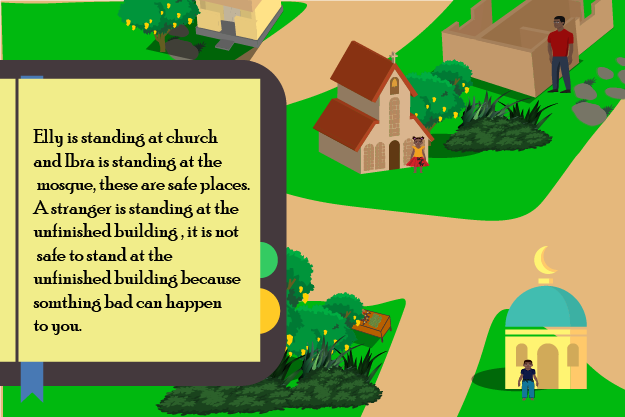 Elly is standing at church
and Ibra is standing at the
mosque, these are safe places.
A stranger is standing at the
unfinished building , it is not
safe to stand at the
unfinished building because
somthing bad can happen
to you.